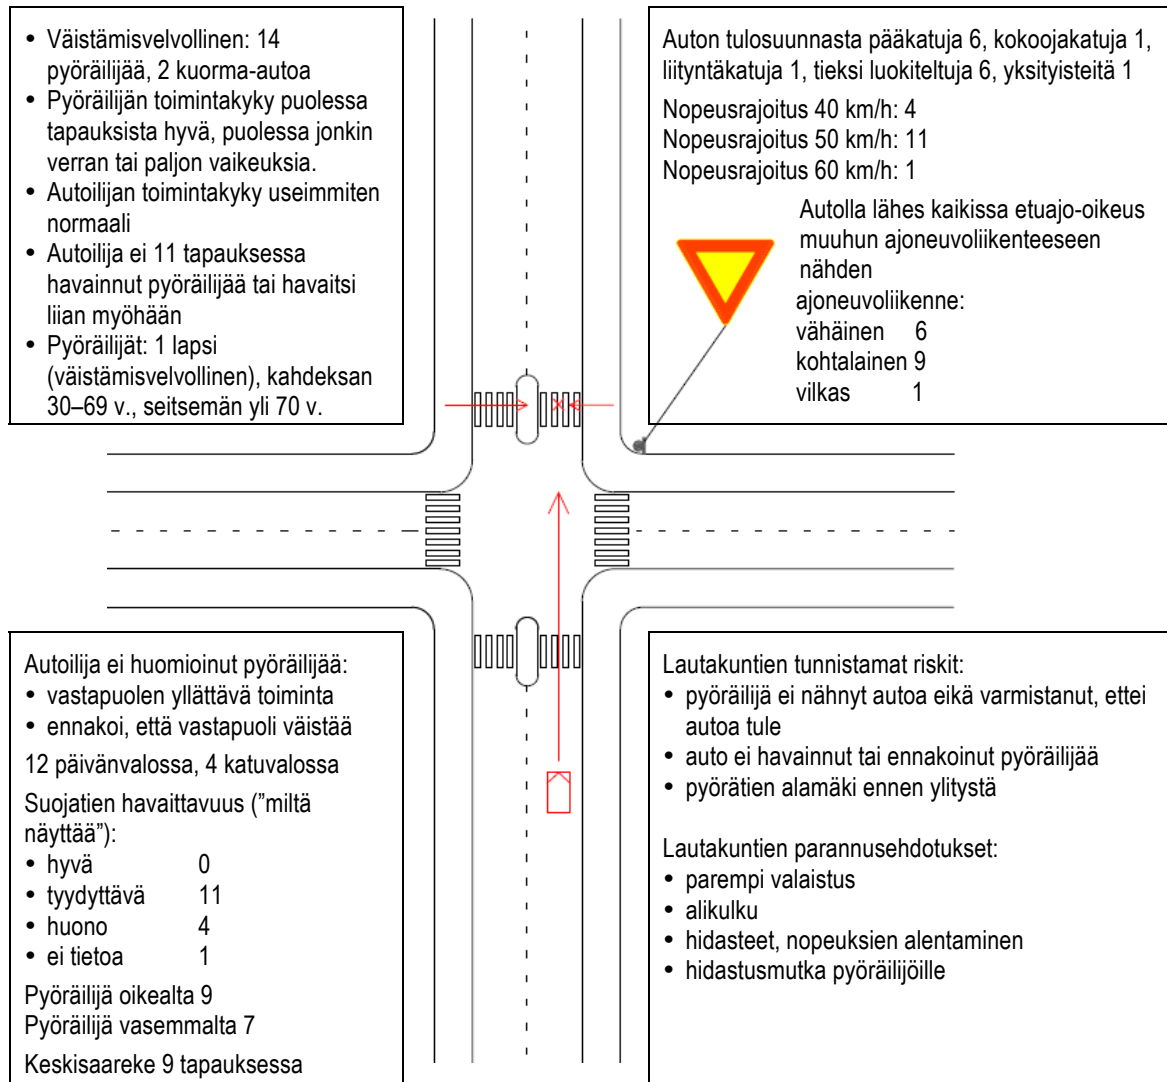 • Väistämisvelvollinen: 14
pyöräilijää, 2 kuorma-autoa
• Pyöräilijän toimintakyky puolessa
tapauksista hyvä, puolessa jonkin
verran tai paljon vaikeuksia.
• Autoilijan toimintakyky useimmiten
normaali
• Autoilija ei 11 tapauksessa
havainnut pyöräilijää tai havaitsi
liian myöhään
• Pyöräilijät: 1 lapsi
(väistämisvelvollinen), kahdeksan
30–69 v., seitsemän yli 70 v.
Auton tulosuunnasta pääkatuja 6, kokoojakatuja 1,
liityntäkatuja 1, tieksi luokiteltuja 6, yksityisteitä 1
Nopeusrajoitus 40 km/h: 4
Nopeusrajoitus 50 km/h: 11
Nopeusrajoitus 60 km/h: 1
Autolla lähes kaikissa etuajo-oikeus
muuhun ajoneuvoliikenteeseen
nähden
ajoneuvoliikenne:
vähäinen 6
kohtalainen 9
vilkas 1
Autoilija ei huomioinut pyöräilijää:
• vastapuolen yllättävä toiminta
• ennakoi, että vastapuoli väistää
12 päivänvalossa, 4 katuvalossa
Suojatien havaittavuus (”miltä
näyttää”):
• hyvä 0
• tyydyttävä 11
• huono 4
• ei tietoa 1
Pyöräilijä oikealta 9
Pyöräilijä vasemmalta 7
Keskisaareke 9 tapauksessa
Lautakuntien tunnistamat riskit:
• pyöräilijä ei nähnyt autoa eikä varmistanut, ettei
autoa tule
• auto ei havainnut tai ennakoinut pyöräilijää
• pyörätien alamäki ennen ylitystä
Lautakuntien parannusehdotukset:
• parempi valaistus
• alikulku
• hidasteet, nopeuksien alentaminen
• hidastusmutka pyöräilijöille